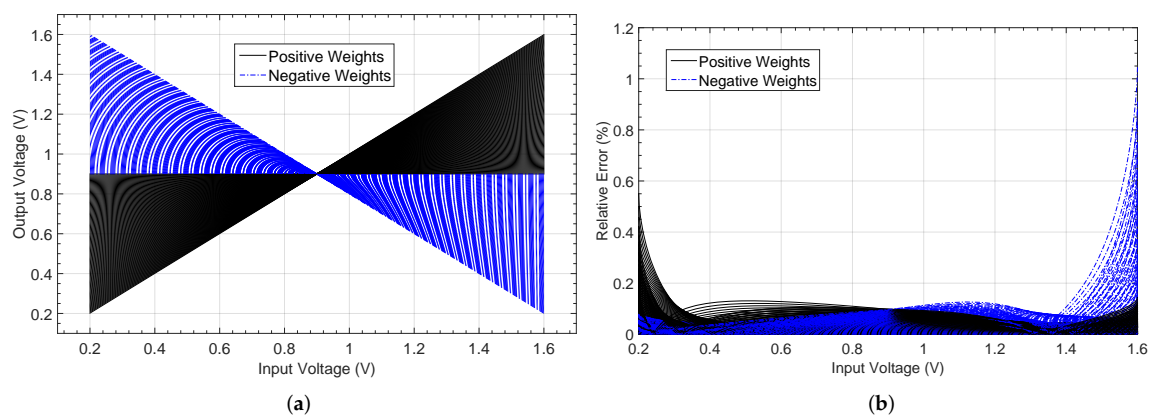 Output Voltage (V)
1.6
1.4
1.2
1
0.8
0.6
0.4
0.2
Positive Weights
Negative Weights
0.2 0.4 0.6 0.8 1 1.2 1.4 1.6
Input Voltage (V)
(a)
Relative Error (%)
1.2
1
0.8
0.6
0.4
0.2
0
Positive Weights
Negative Weights
0.2 0.4 0.6 0.8 1 1.2 1.4 1.6
Input Voltage (V)
(b)